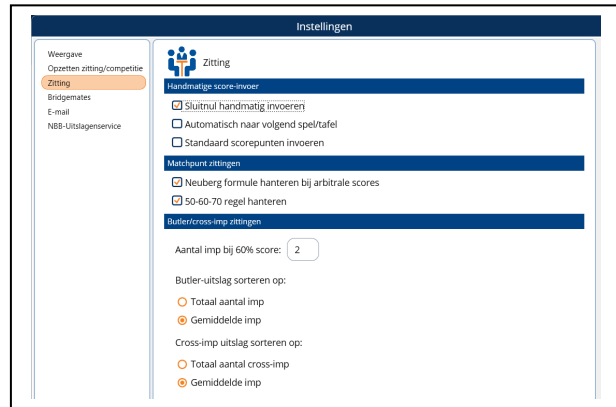 Instellingen
Weergave
Opzetten zitting/competitie
Zitting
Bridgemates
E-mail
NBB-Uitslagenservice
Zitting
Handmatige score-invoer
Sluitnul handmatig invoeren
Automatisch naar volgend spel/tafel
Standaard scorepunten invoeren
Matchpunt zittingen
Neuberg formule hanteren bij arbitrale scores
50-60-70 regel hanteren
Butler/cross-imp zittingen
Aantal imp bij 60% score: 2
Butler-uitslag sorteren op:
Totaal aantal imp
Gemiddelde imp
Cross-imp uitslag sorteren op:
Totaal aantal cross-imp
Gemiddelde imp